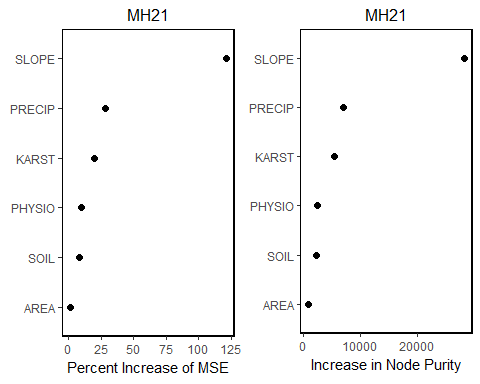 MH21
SLOPE
PRECIP
KARST
PHYSIO
SOIL
AREA
0 25 50 75 100 125
Percent Increase of MSE
MH21
SLOPE
PRECIP
KARST
PHYSIO
SOIL
AREA
0 10000 20000
Increase in Node Purity